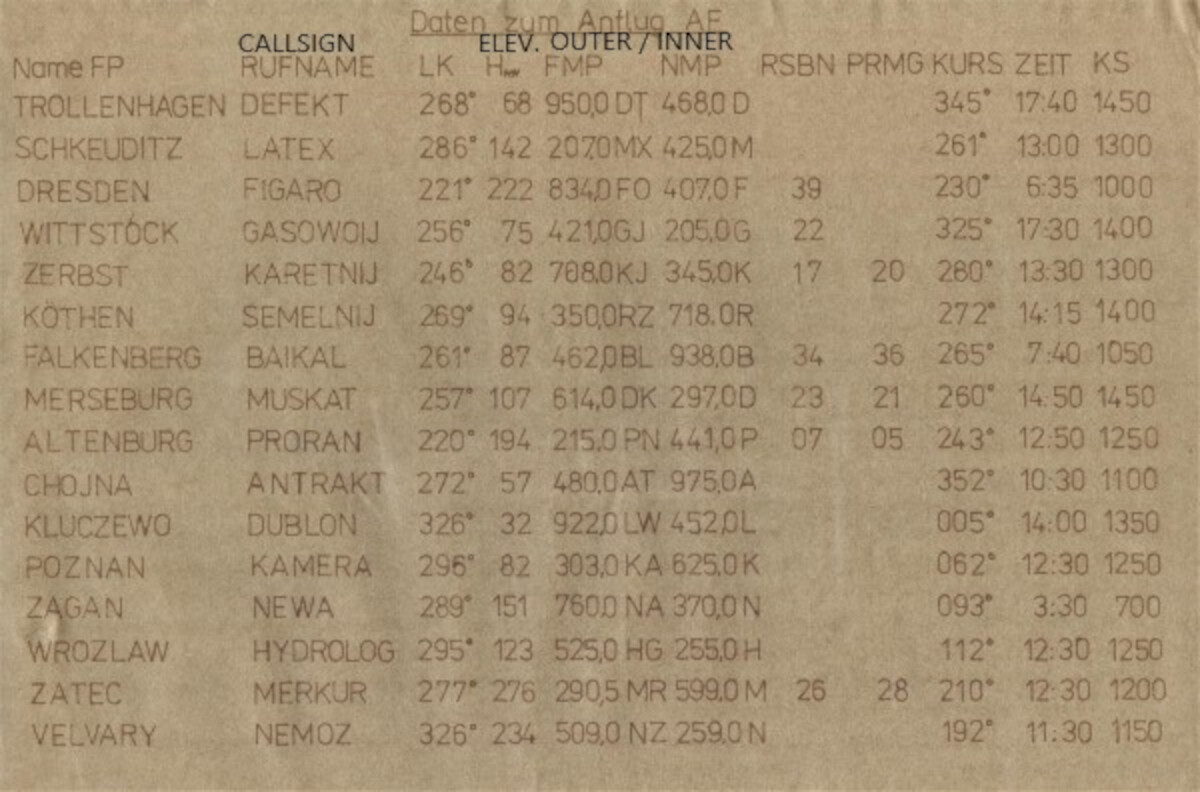 Daten zum Anflug AF
CALLSIGN ELEV. OUTER / INNER
Name FP RUFNAME LK H FMP NMP RSBN PRMG KURS ZEIT KS
TROLLENHAGEN DEFEKT 268° 68 950,0 DT 468,0 D 345° 17:40 1450
SCHKEUDITZ LATEX 286° 142 207,0 MX 425,0 M 261° 13:00 1300
DRESDEN FIGARO 221° 222 834,0 FO 407,0 F 39 230° 6:35 1000
WITTSTOCK GASOWOIJ 256° 75 421,0 GJ 205,0 G 22 325° 17:30 1400
ZERBST KARETNIJ 246° 82 708,0 KJ 345,0 K 17 20 280° 13:30 1300
KÖTHEN SEMELNIJ 269° 94 350,0 RZ 718.0 R 272° 14:15 1400
FALKENBERG BAIKAL 261° 87 462,0 BL 938,0 B 34 36 265° 7:40 1050
MERSEBURG MUSKAT 257° 107 614,0 DK 297,0 D 23 21 260° 14:50 1450
ALTENBURG PRORAN 220° 194 215,0 PN 441,0 P 07 05 243° 12:50 1250
CHOJNA ANTRAKT 272° 57 480,0 AT 975,0 A 352° 10:30 1100
KLUCZEWO DUBLON 326° 32 922,0 LW 452,0 L 005° 14:00 1350
POZNAN KAMERA 296° 82 303,0 KA 625,0 K 062° 12:30 1250
ZAGAN NEWA 289° 151 760,0 NA 370,0 N 093° 3:30 700
WROZLAW HYDROLOG 295° 123 525,0 HG 255,0 H 112° 12:30 1250
ZATEC MERKUR 277° 276 290,5 MR 599,0 M 26 28 210° 12:30 1200
VELVARY NEMOZ 326° 234 509,0 NZ 259,0 N 192° 11:30 1150